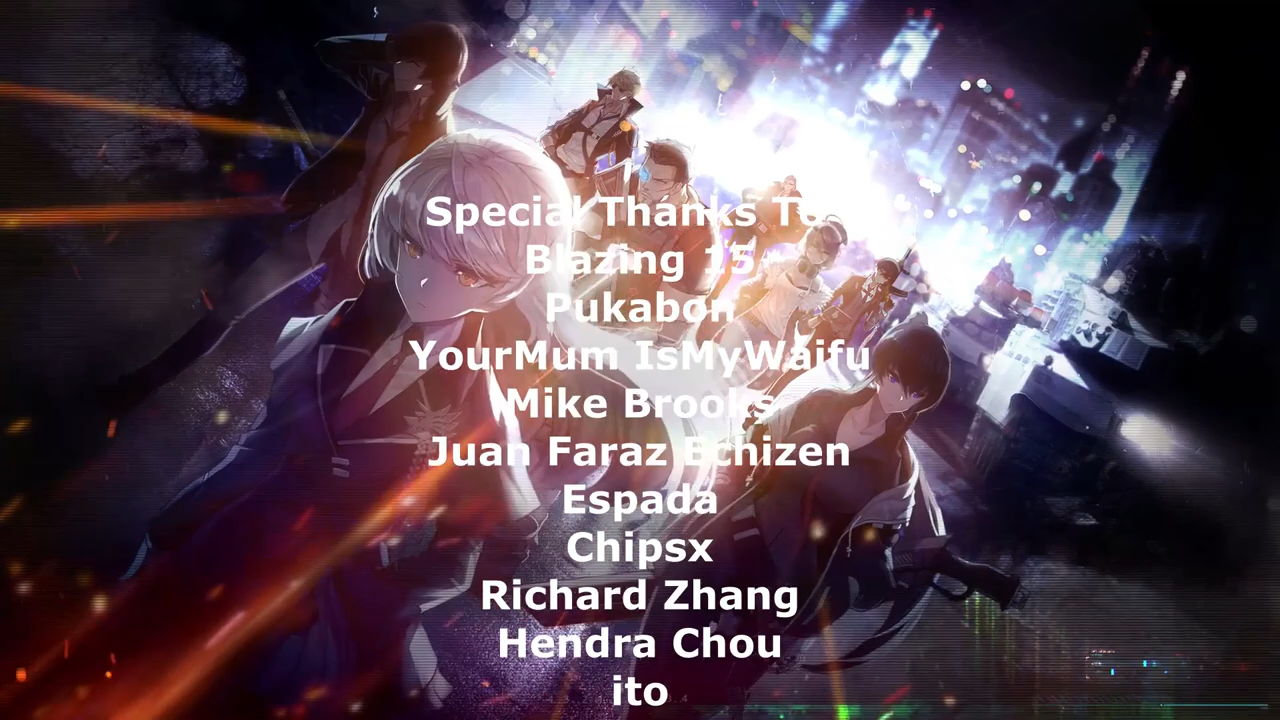 Special Thanks To
Blazing 15
Pukabon
YourMum IsMyWaifu
Mike Brooks
Juan Faraz Echizen
Espada
Chipsx
Richard Zhang
Hendra Chou
ito